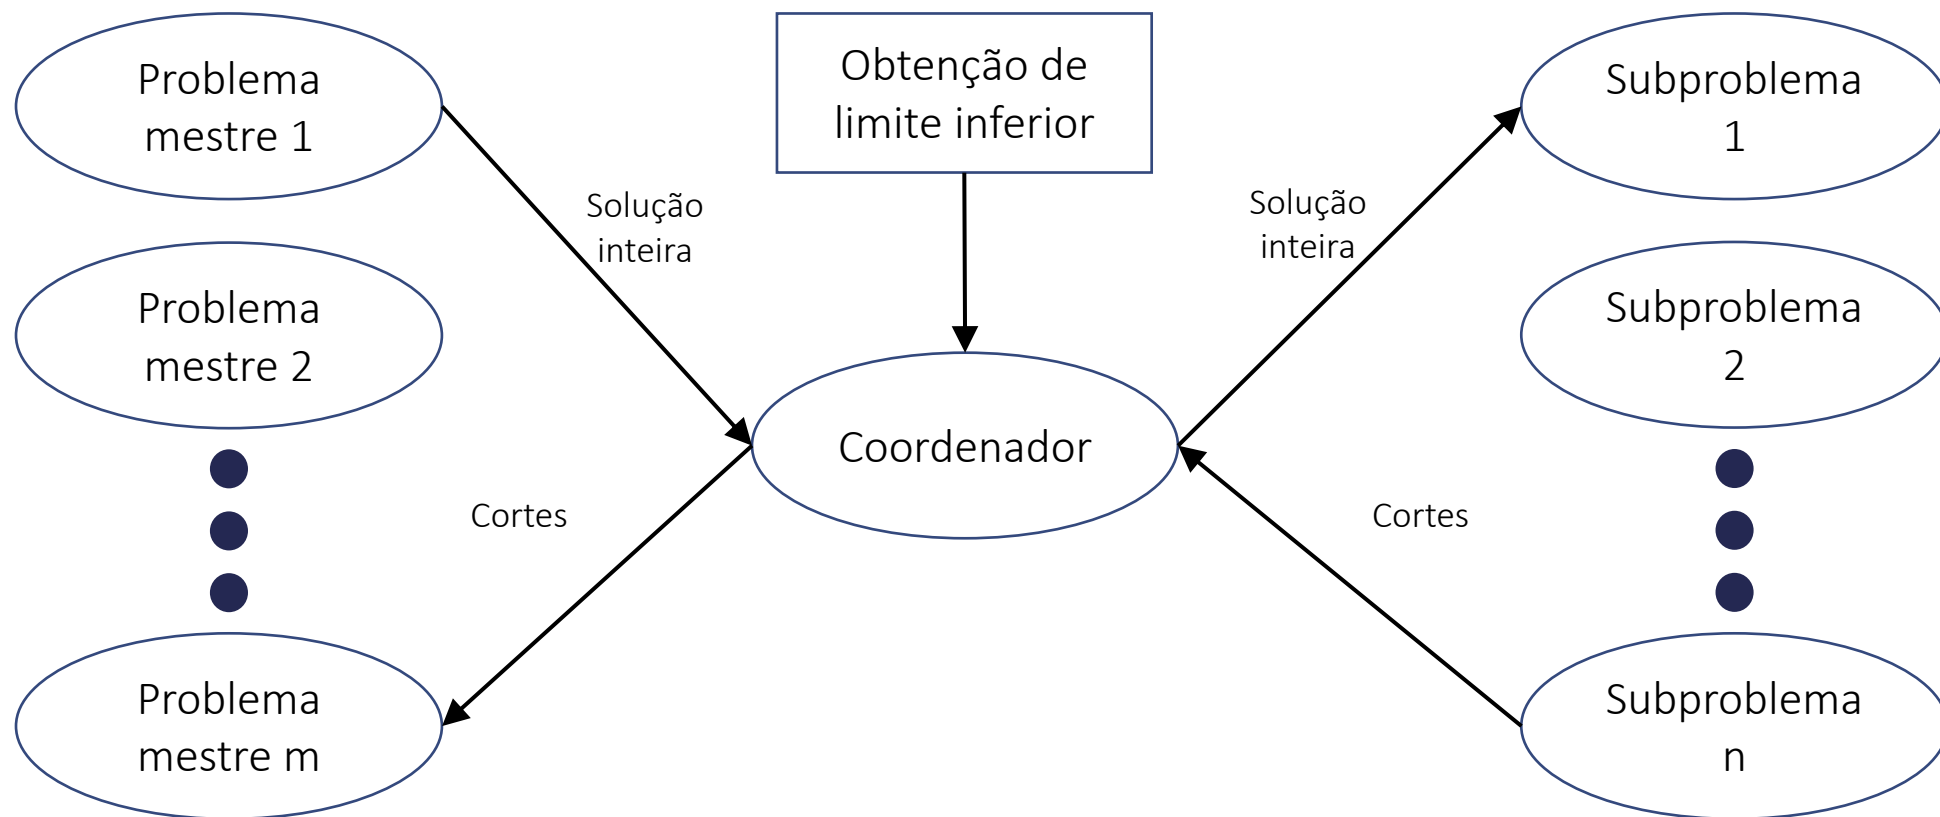 Problema
mestre 1
Obtenção de
limite inferior
Subproblema
1
Solução
inteira
Solução
inteira
Problema
mestre 2
Subproblema
2
Coordenador
Cortes
Cortes
Problema
mestre m
Subproblema
n